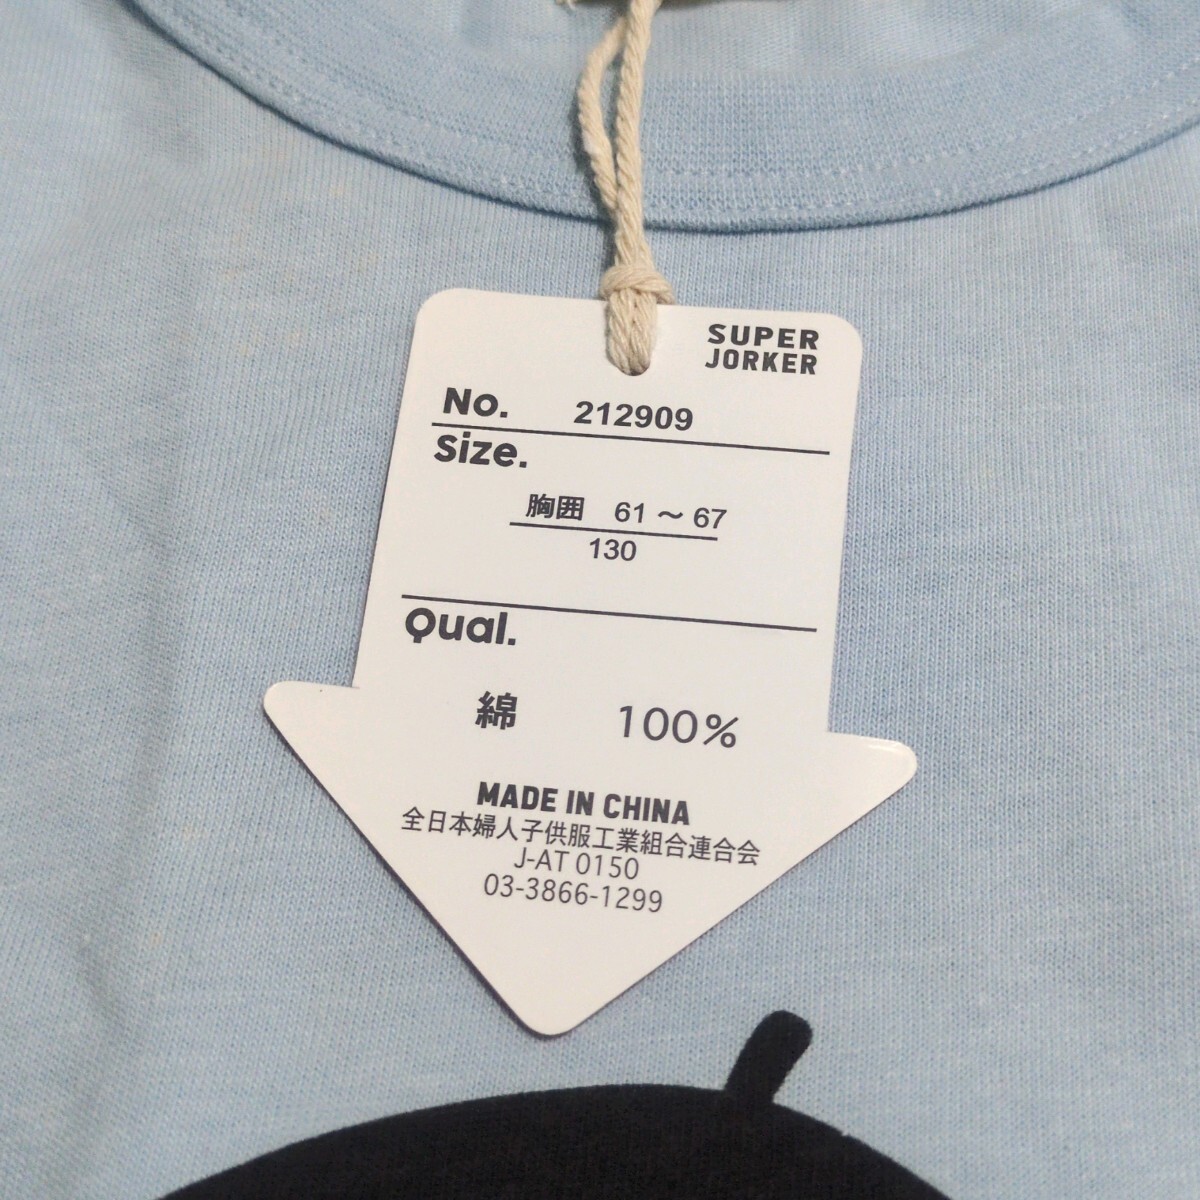 SUPER
JORKER
No. 212909
Size.
胸囲 61 ～ 67
130
Qual.
綿 100%
MADE IN CHINA
全日本婦人子供服工業組合連合会
J-AT 0150
03-3866-1299